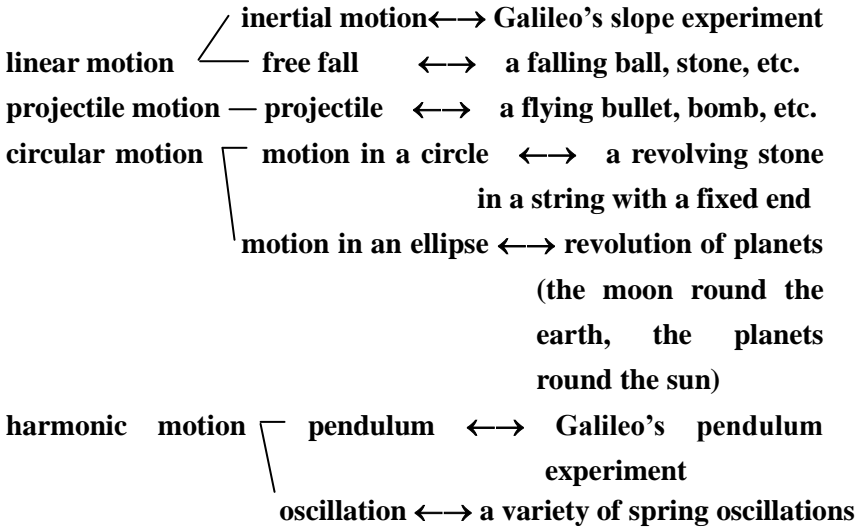 inertial motion←→ Galileo’s slope experiment
linear motion free fall ←→ a falling ball, stone, etc.
projectile motion — projectile ←→ a flying bullet, bomb, etc.
circular motion motion in a circle ←→ a revolving stone
in a string with a fixed end
motion in an ellipse ←→ revolution of planets
(the moon round the
earth, the planets
round the sun)
harmonic motion pendulum ←→ Galileo’s pendulum
experiment
oscillation ←→ a variety of spring oscillations